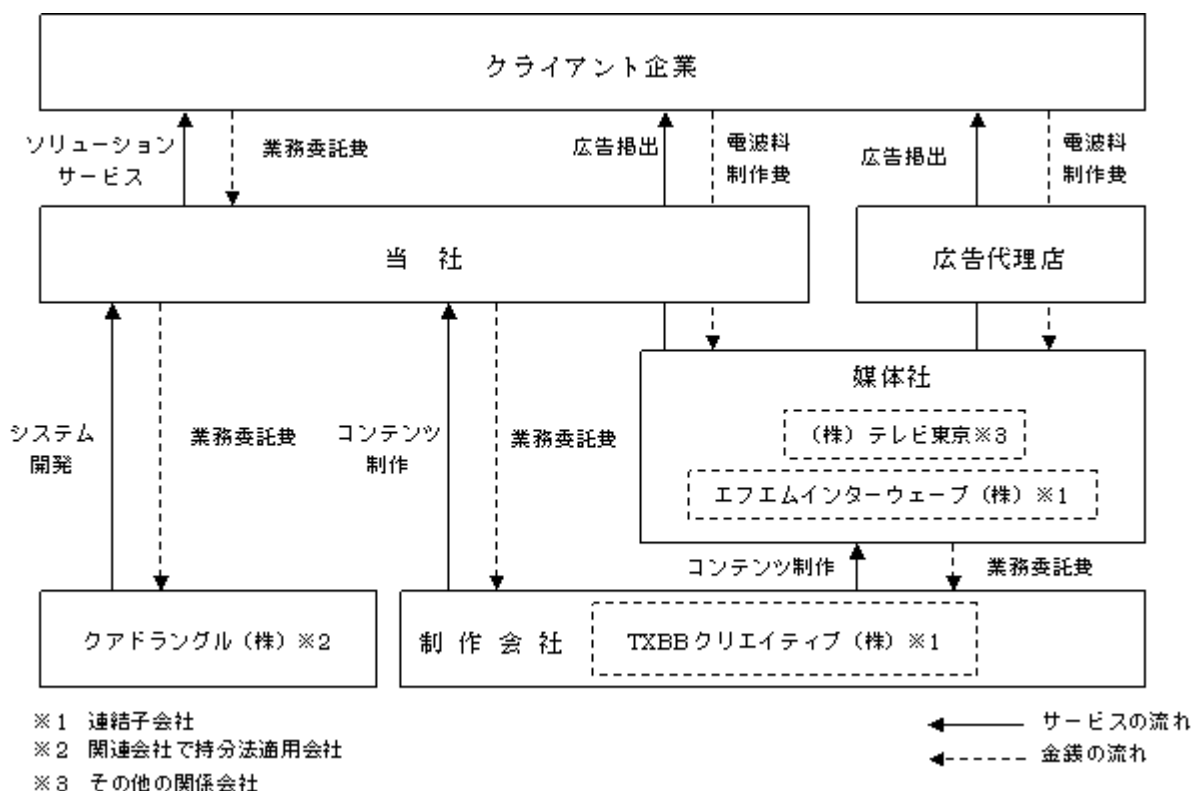 クライアント企業
ソリューション
サービス
業務委託費
広告掲出
電波料
制作費
広告掲出
電波料
制作費
当 社
広告代理店
媒体社
(株)テレビ東京※3
エフエムインターウェーブ(株)※1
システム
開発
業務委託費
コンテンツ
制作
業務委託費
コンテンツ制作
業務委託費
クアドラングル(株)※2
制 作 会 社
TXBBクリエイティブ(株)※1
※1 連結子会社
※2 関連会社で持分法適用会社
※3 その他の関係会社
サービスの流れ
金銭の流れ